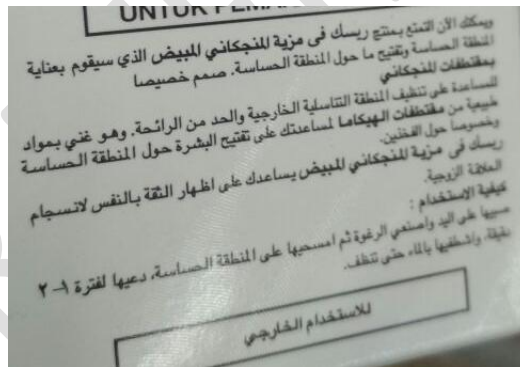 UNTUK PEMA
ويمكنك الآن التمتع بمنتج ريسك فى مزية المنجكاني المبيض الذي سيقوم بعناية
المنطقة الحساسة وتفتيح ما حول المنطقة الحساسة. صمم خصيصا
بمقتطفات المنجكاني
للمساعدة على تنظيف المنطقة التناسلية الخارجية والحد من الرائحة. وهو غني بمواد
طبيعية من مقتطفات الهيكاما لمساعدتك على تفتيح البشرة حول المنطقة الحساسة
وخصوصا حول الفخذين.
ريسك فى مزية المنجكاني المبيض يساعدك على اظهار الثقة بالنفس لانسجام
العلاقة الزوجية.
كيفية الاستخدام :
صبيها على اليد واصنعي الرغوة ثم امسحيها على المنطقة الحساسة، دعيها لفترة ١-٢
دقيقة، واشطفيها بالماء حتى تنظف.
للاستخدام الخارجي